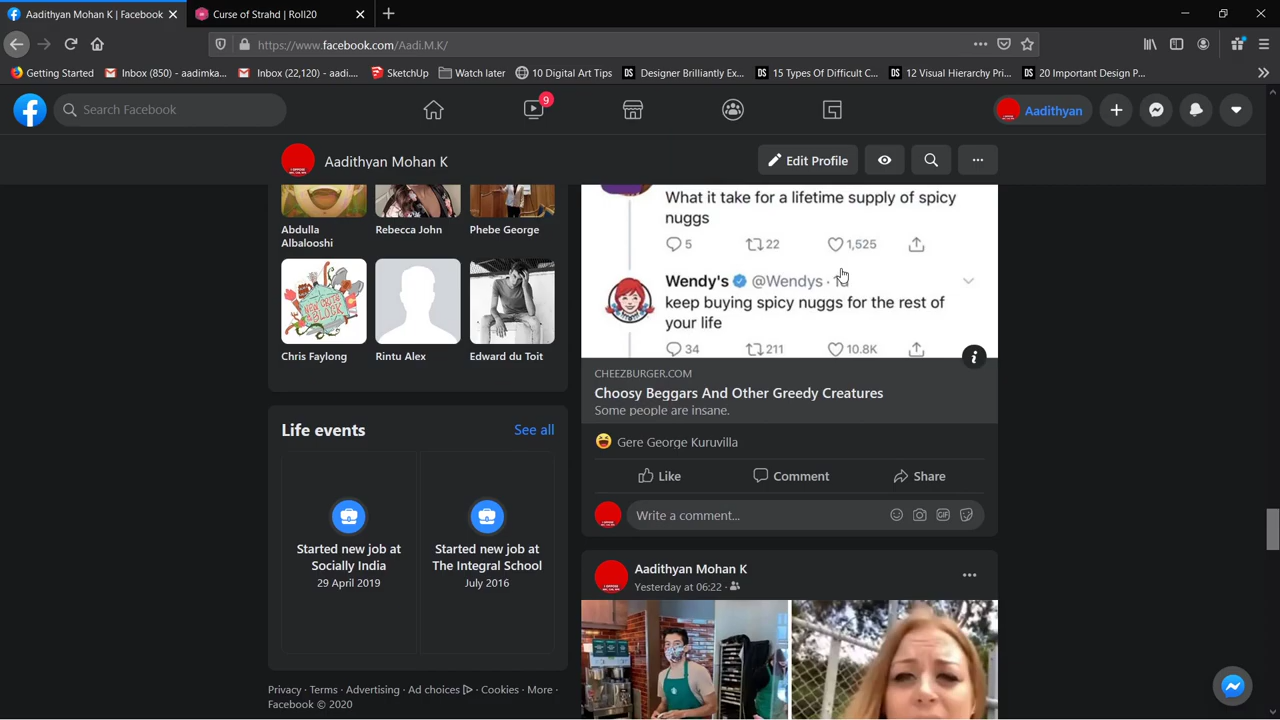 Aadithyan Mohan K | Facebook
Curse of Strahd | Roll20
https://www.facebook.com/Aadi.M.K/
Getting Started
Inbox (850) - aadimka...
Inbox (22,120) - aadi....
SketchUp
Watch later
10 Digital Art Tips
Designer Brilliantly Ex...
15 Types Of Difficult C...
12 Visual Hierarchy Pri...
20 Important Design P...
Search Facebook
9
Aadithyan
Aadithyan Mohan K
Edit Profile
Abdulla
Albalooshi
Rebecca John
Phebe George
Chris Faylong
Rintu Alex
Edward du Toit
Life events
See all
Started new job at
Socially India
29 April 2019
Started new job at
The Integral School
July 2016
Privacy · Terms · Advertising · Ad choices · Cookies · More ·
Facebook © 2020
What it take for a lifetime supply of spicy
nuggs
5 22 1,525
Wendy's @Wendys ·
keep buying spicy nuggs for the rest of
your life
34 211 10.8K
CHEEZBURGER.COM
Choosy Beggars And Other Greedy Creatures
Some people are insane.
Gere George Kuruvilla
Like
Comment
Share
Write a comment...
GIF
Aadithyan Mohan K
Yesterday at 06:22 ·